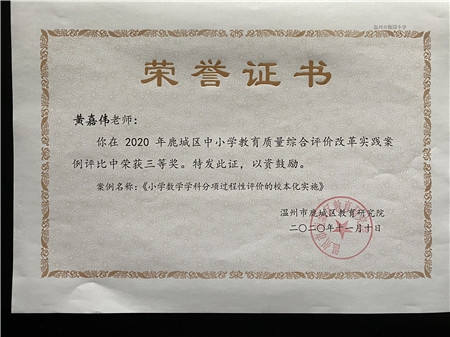 荣誉证书
黄嘉伟老师：
你在 2020 年鹿城区中小学教育质量综合评价改革实践案
例评比中荣获三等奖。特发此证，以资鼓励。
案例名称：《小学数学学科分项过程性评价的校本化实施》
温州市鹿城区教育研究院
二〇二〇年十一月十日